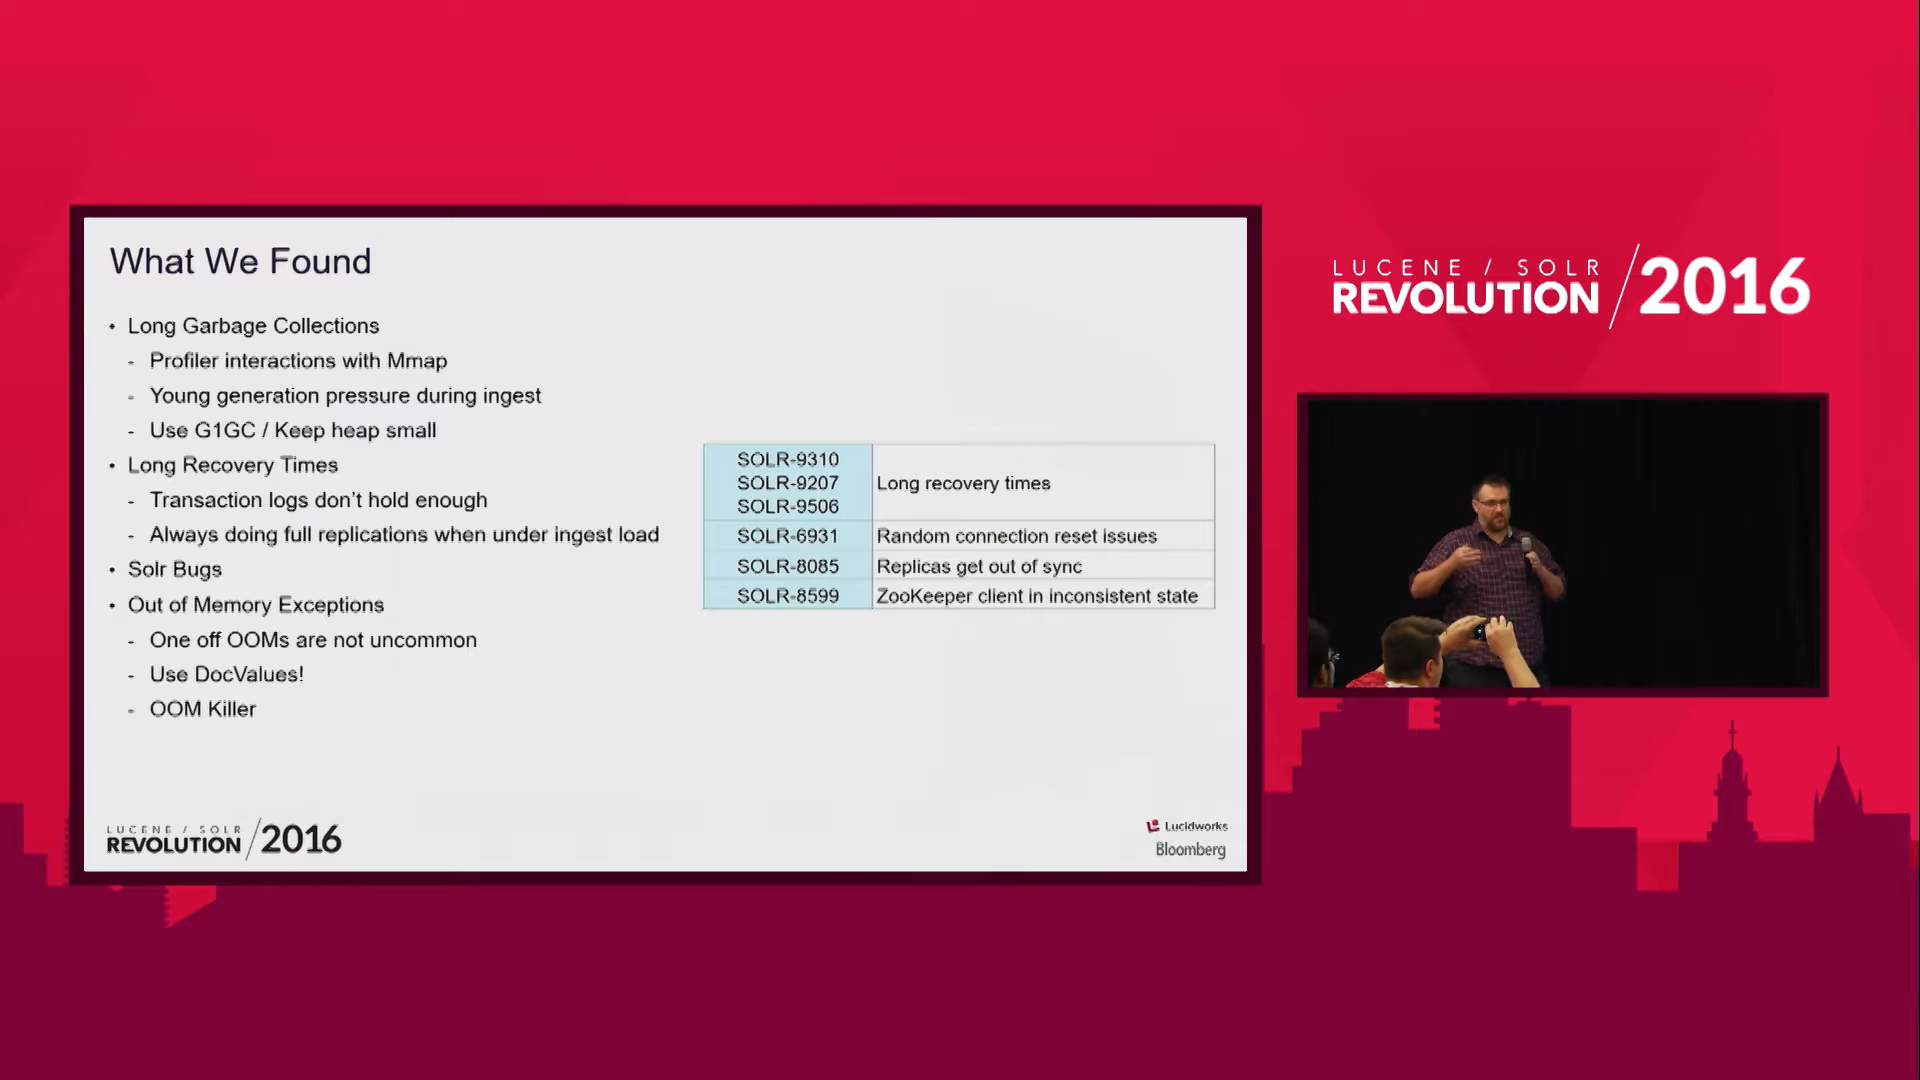 What We Found
• Long Garbage Collections
- Profiler interactions with Mmap
- Young generation pressure during ingest
- Use G1GC / Keep heap small
• Long Recovery Times
- Transaction logs don't hold enough
- Always doing full replications when under ingest load
• Solr Bugs
• Out of Memory Exceptions
- One off OOMs are not uncommon
- Use DocValues!
- OOM Killer
SOLR-9310
SOLR-9207
SOLR-9506
Long recovery times
SOLR-6931 Random connection reset issues
SOLR-8085 Replicas get out of sync
SOLR-8599 ZooKeeper client in inconsistent state
LUCENE / SOLR
REVOLUTION / 2016
Lucidworks
Bloomberg
LUCENE / SOLR
REVOLUTION / 2016